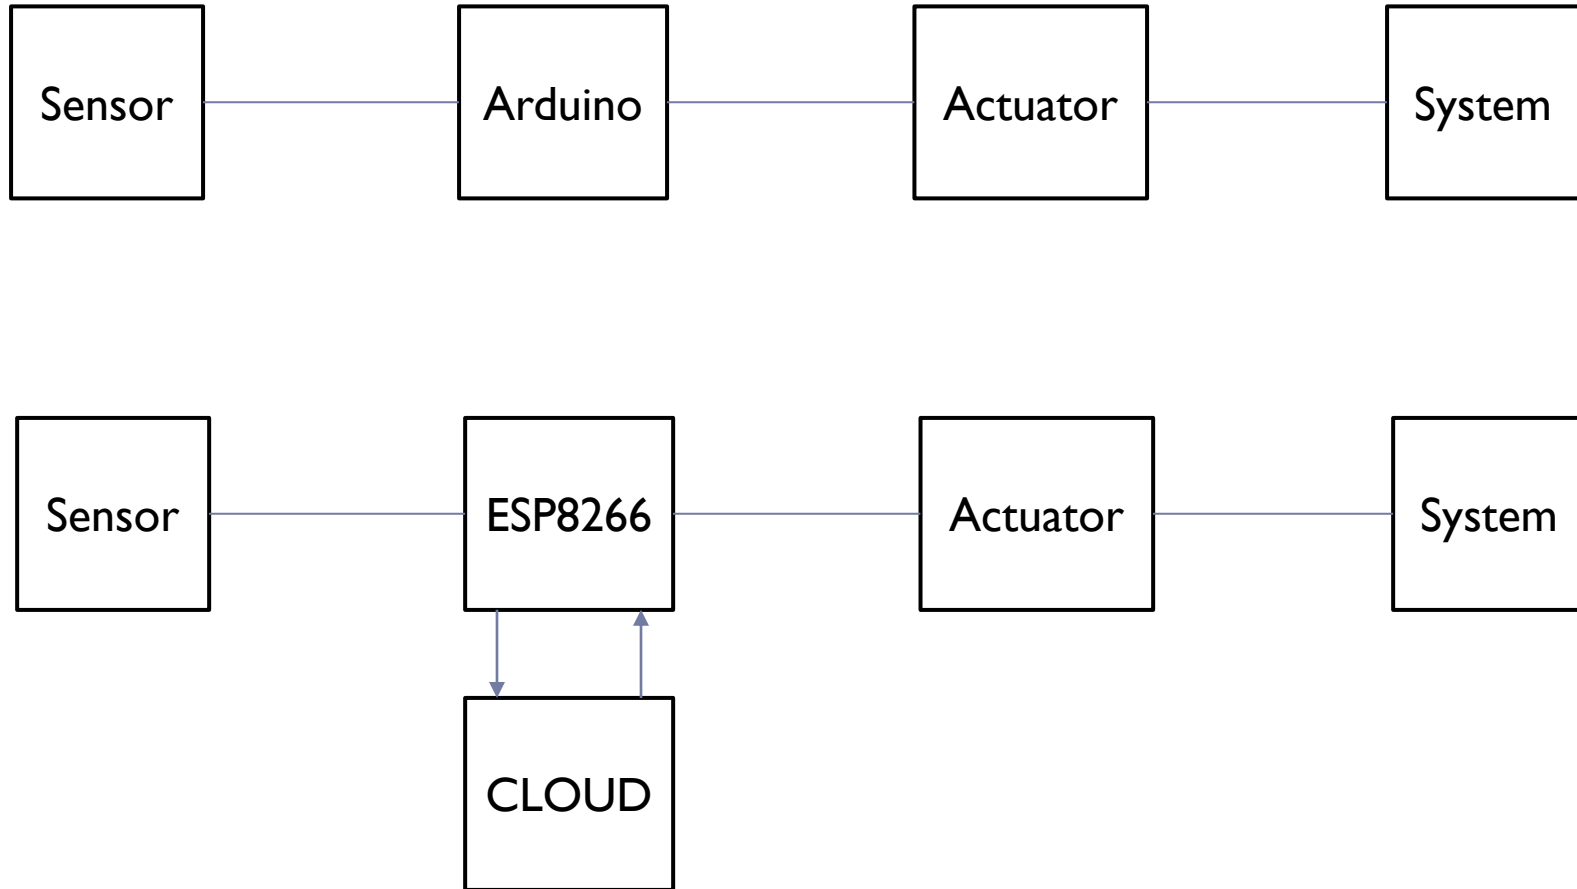 Sensor
Arduino
Actuator
System
Sensor
ESP8266
Actuator
System
CLOUD